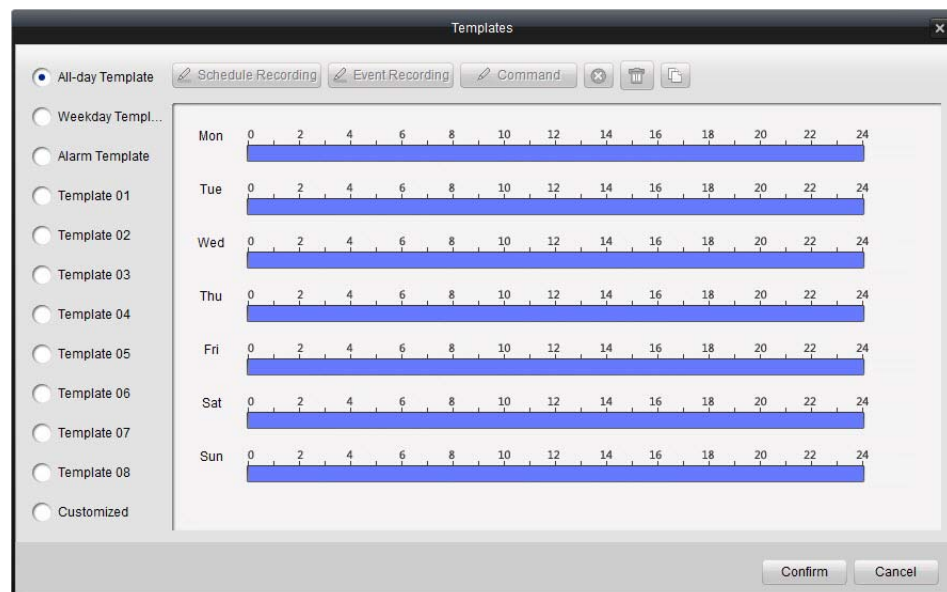 Templates
All-day Template
Schedule Recording
Event Recording
Command
Weekday Templ...
Alarm Template
Template 01
Template 02
Template 03
Template 04
Template 05
Template 06
Template 07
Template 08
Customized
Mon 0 2 4 6 8 10 12 14 16 18 20 22 24
Tue 0 2 4 6 8 10 12 14 16 18 20 22 24
Wed 0 2 4 6 8 10 12 14 16 18 20 22 24
Thu 0 2 4 6 8 10 12 14 16 18 20 22 24
Fri 0 2 4 6 8 10 12 14 16 18 20 22 24
Sat 0 2 4 6 8 10 12 14 16 18 20 22 24
Sun 0 2 4 6 8 10 12 14 16 18 20 22 24
Confirm
Cancel